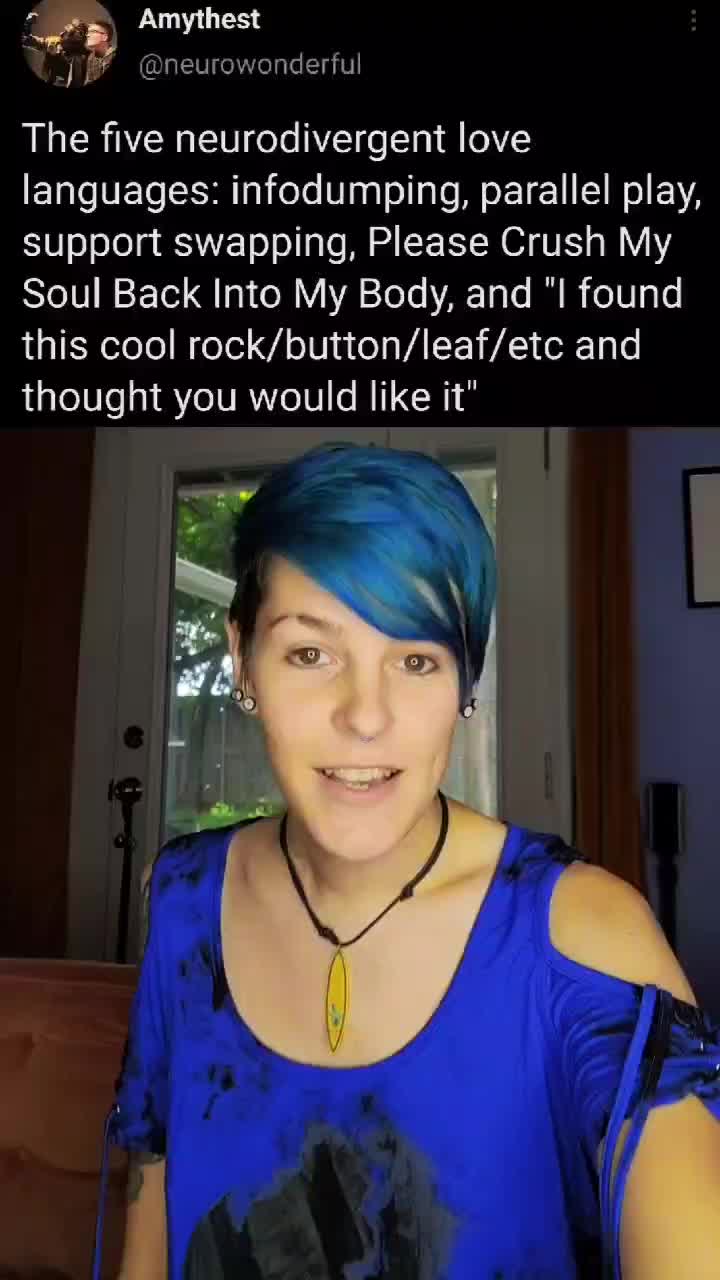 Amythest
@neurowonderful
The five neurodivergent love
languages: infodumping, parallel play,
support swapping, Please Crush My
Soul Back Into My Body, and "I found
this cool rock/button/leaf/etc and
thought you would like it"